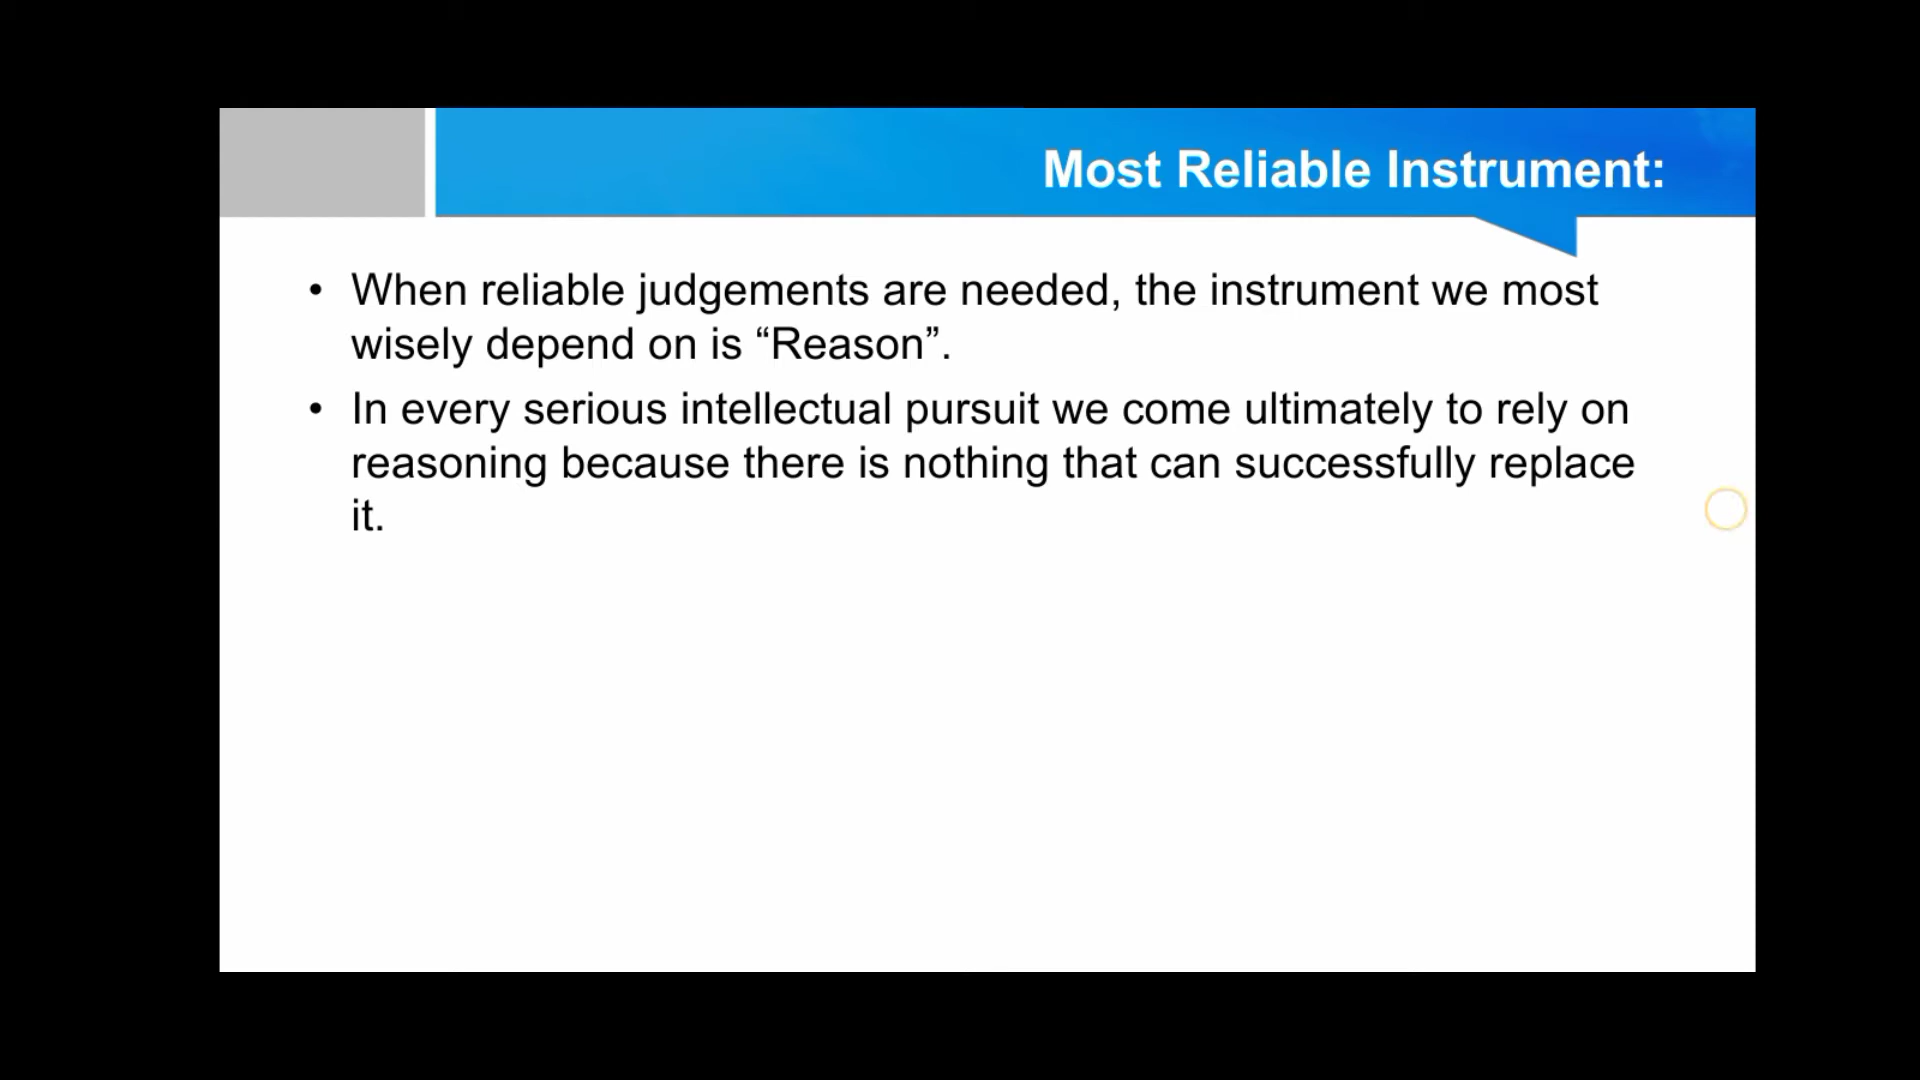 Most Reliable Instrument:
• When reliable judgements are needed, the instrument we most
wisely depend on is “Reason”.
• In every serious intellectual pursuit we come ultimately to rely on
reasoning because there is nothing that can successfully replace
it.